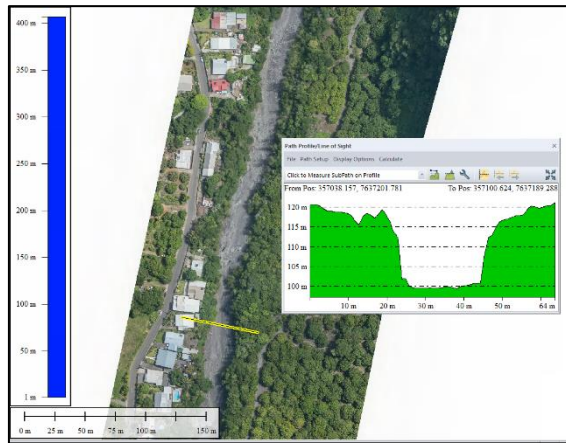 400 m
350 m
300 m
250 m
200 m
150 m
100 m
50 m
1 m
0 m 25 m 50 m 75 m 100 m 150 m
Path Profile/Line of Sight
File Path Setup Display Options Calculate
Click to Measure SubPath on Profile
From Pos: 357038.157, 7637201.781 To Pos: 357100.624, 7637189.288
120 m
115 m
110 m
105 m
100 m
10 m 20 m 30 m 40 m 50 m 64 m